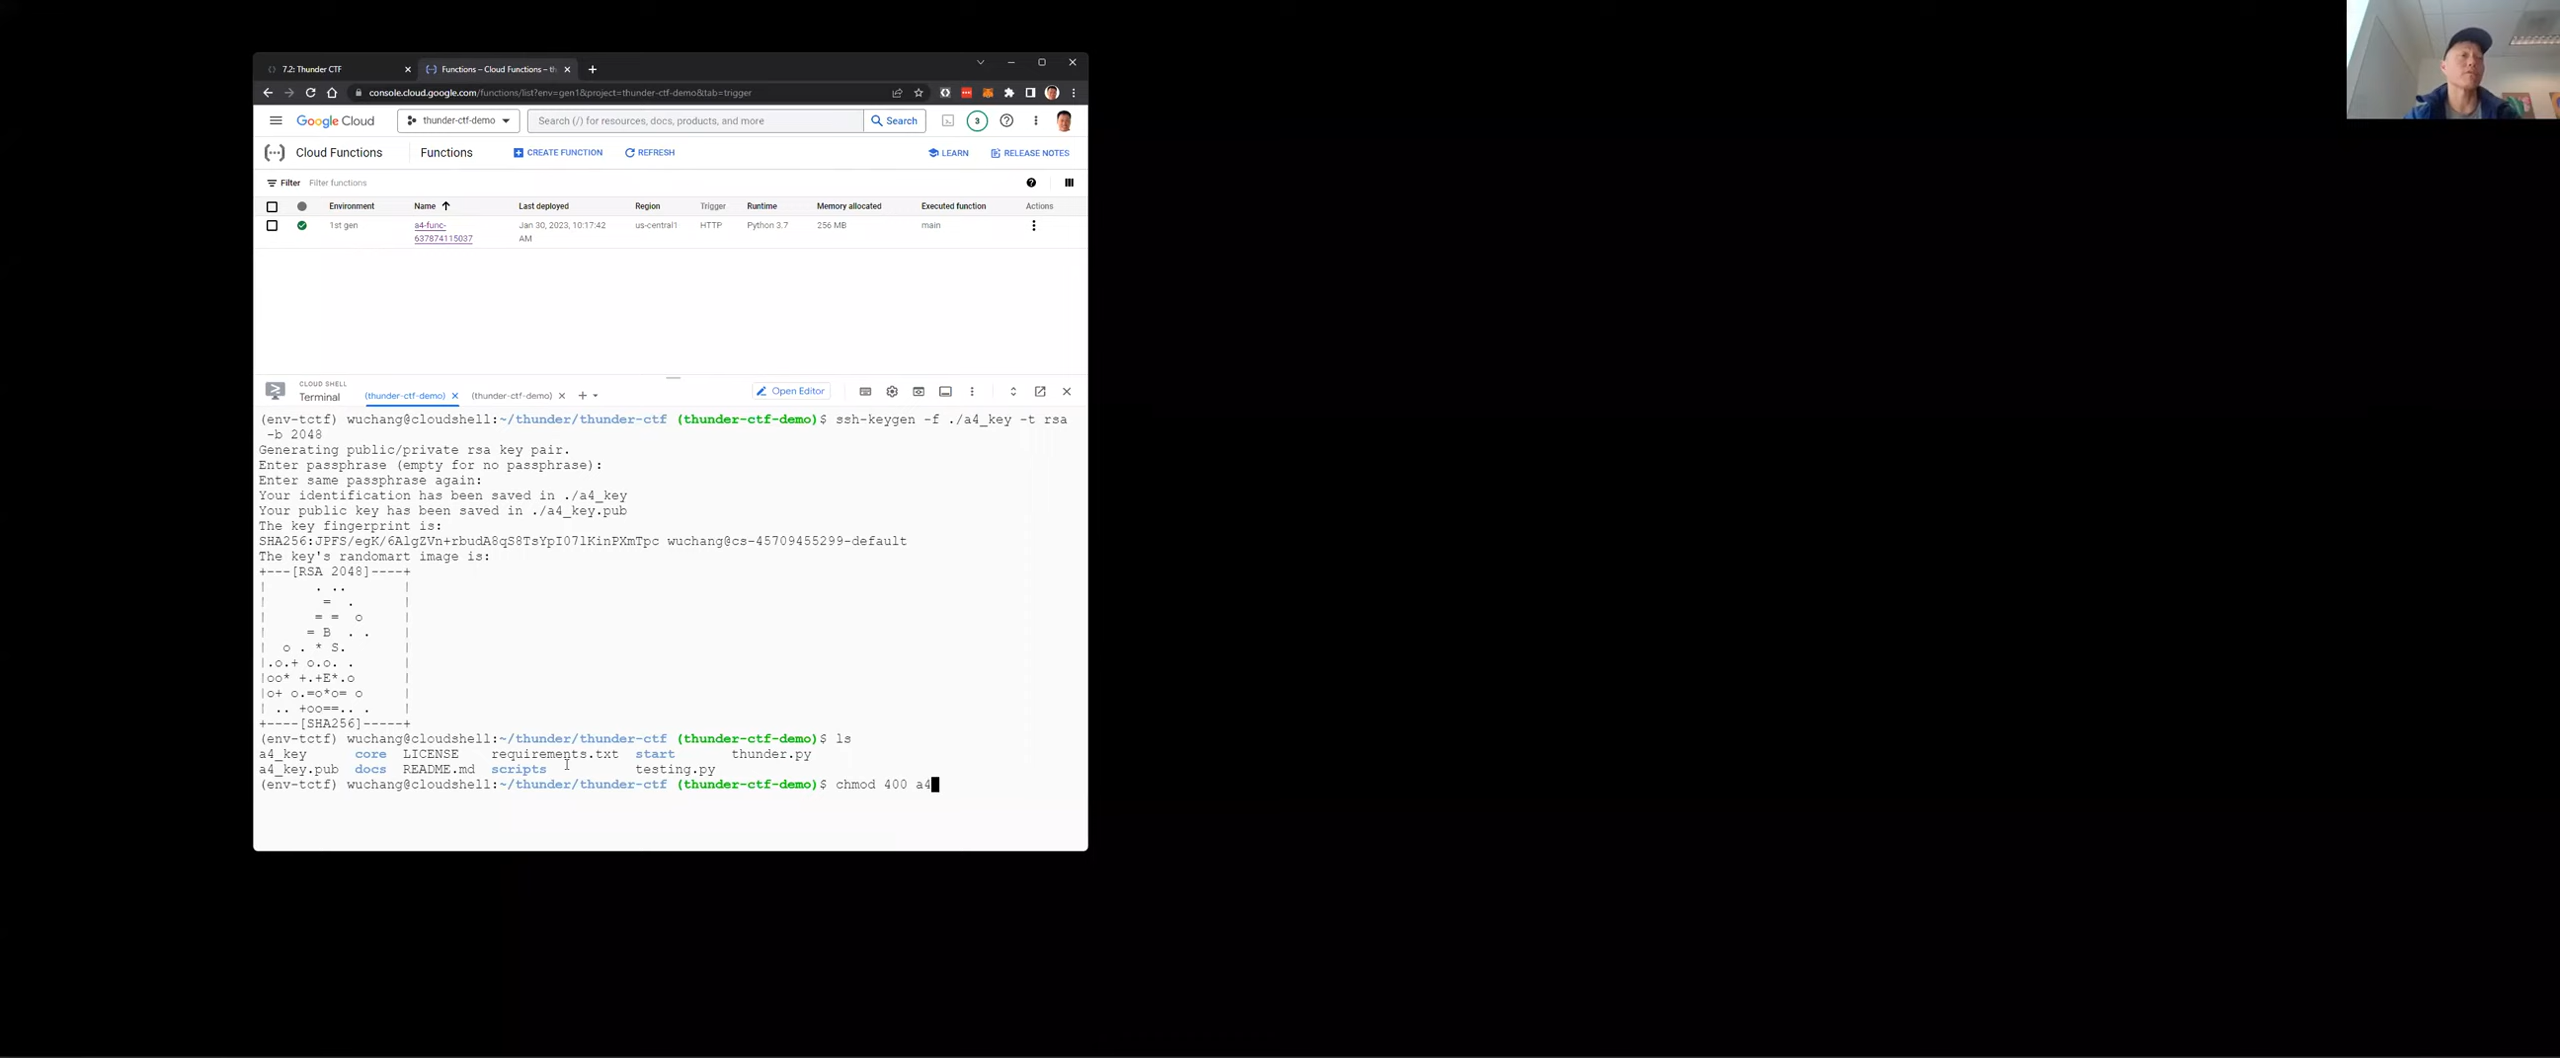 7.2: Thunder CTF
Functions – Cloud Functions – th
console.cloud.google.com/functions/list?env=gen1&project=thunder-ctf-demo&tab=trigger
Google Cloud thunder-ctf-demo Search (/) for resources, docs, products, and more Search 3
Cloud Functions Functions CREATE FUNCTION REFRESH LEARN RELEASE NOTES
Filter Filter functions
Environment Name Last deployed Region Trigger Runtime Memory allocated Executed function Actions
1st gen a4-func- Jan 30, 2023, 10:17:42 us-central1 HTTP Python 3.7 256 MB main
637874115037 AM
CLOUD SHELL
Terminal (thunder-ctf-demo) (thunder-ctf-demo) Open Editor
(env-tctf) wuchang@cloudshell:~/thunder/thunder-ctf (thunder-ctf-demo)$ ssh-keygen -f ./a4_key -t rsa
-b 2048
Generating public/private rsa key pair.
Enter passphrase (empty for no passphrase):
Enter same passphrase again:
Your identification has been saved in ./a4_key
Your public key has been saved in ./a4_key.pub
The key fingerprint is:
SHA256:JPFS/egK/6AlgZVn+rbudA8qS8TsYpI07lKinPXmTpc wuchang@cs-45709455299-default
The key's randomart image is:
+---[RSA 2048]----+
|      . ..       |
|       =  .      |
|      = =  o     |
|     = B  . .    |
|  o . * S.       |
|.o.+ o.o. .      |
|oo* +.+E*.o      |
|o+ o.=o*o= o     |
| .. +oo==.. .    |
+----[SHA256]-----+
(env-tctf) wuchang@cloudshell:~/thunder/thunder-ctf (thunder-ctf-demo)$ ls
a4_key core LICENSE requirements.txt start thunder.py
a4_key.pub docs README.md scripts testing.py
(env-tctf) wuchang@cloudshell:~/thunder/thunder-ctf (thunder-ctf-demo)$ chmod 400 a4